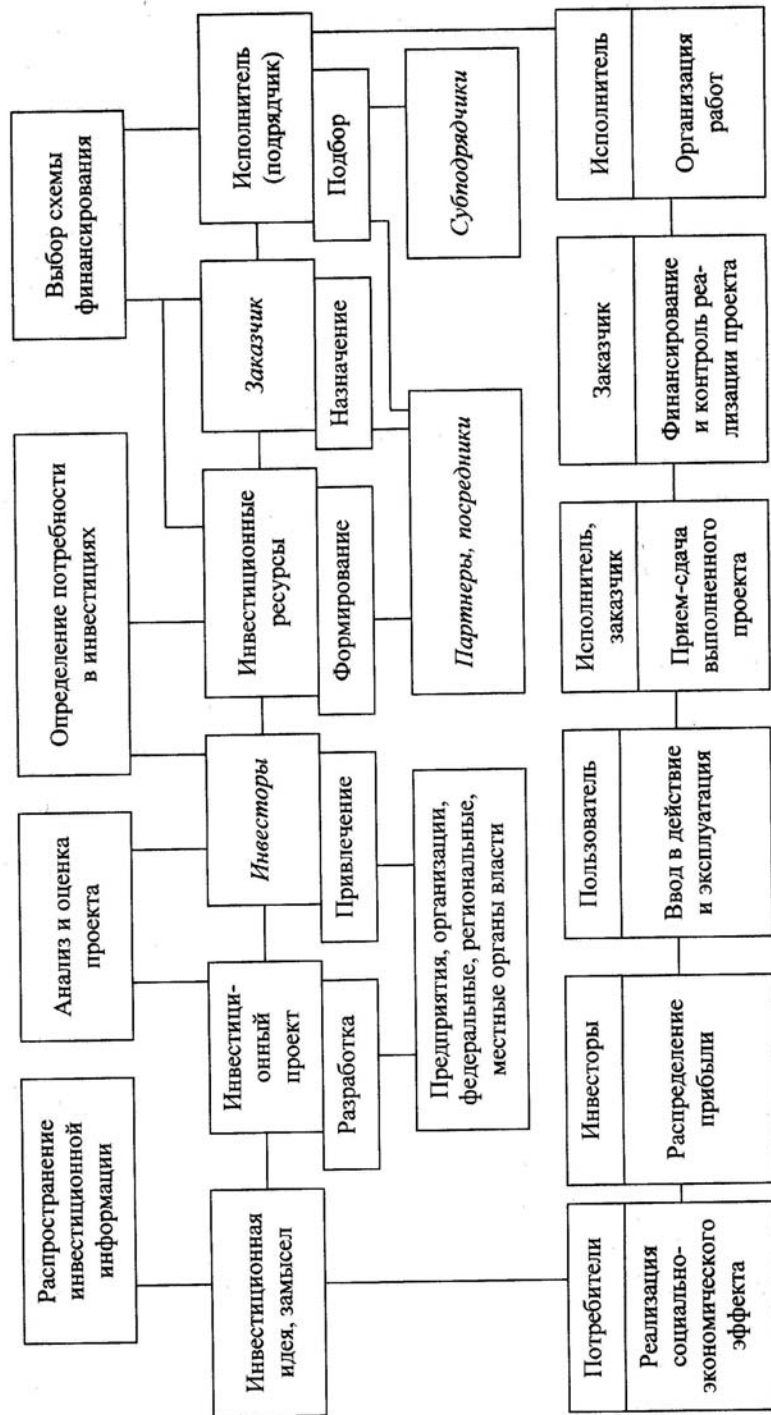 Распространение
инвестиционной
информации
Анализ и оценка
проекта
Определение потребности
в инвестициях
Выбор схемы
финансирования
Инвестиционная
идея, замысел
Инвестици-
онный
проект
Разработка
Инвесторы
Привлечение
Инвестиционные
ресурсы
Формирование
Заказчик
Назначение
Исполнитель
(подрядчик)
Подбор
Предприятия, организации,
федеральные, региональные,
местные органы власти
Партнеры, посредники
Субподрядчики
Потребители
Реализация
социально-
экономического
эффекта
Инвесторы
Распределение
прибыли
Пользователь
Ввод в действие
и эксплуатация
Исполнитель,
заказчик
Прием-сдача
выполненного
проекта
Заказчик
Финансирование
и контроль реа-
лизации проекта
Исполнитель
Организация
работ